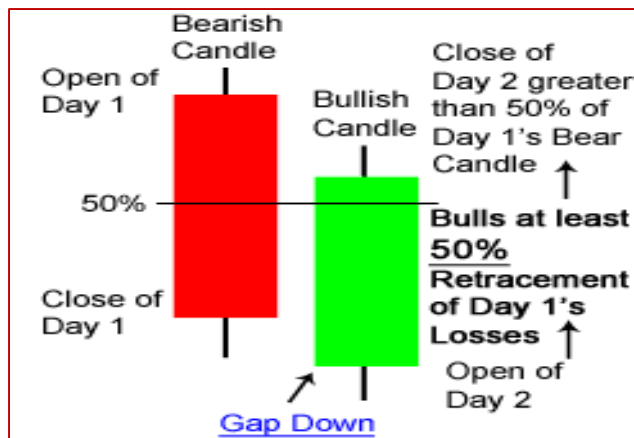 Bearish
Candle
Open of
Day 1
Bullish
Candle
Close of
Day 2 greater
than 50% of
Day 1's Bear
Candle
50%
Bulls at least
50%
Retracement
of Day 1's
Losses
Close of
Day 1
Open of
Day 2
Gap Down